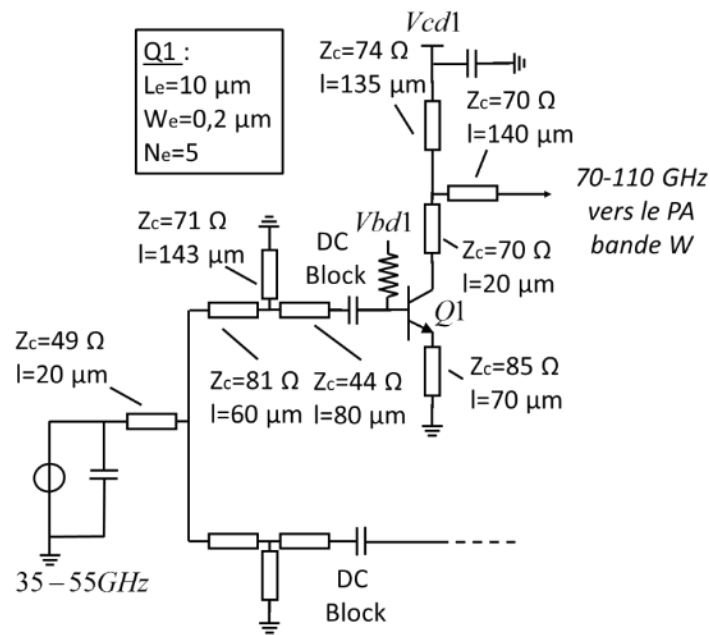 Vcd1
Q1 :
Le=10 µm
We=0,2 µm
Ne=5
Zc=74 Ω
l=135 µm
Zc=70 Ω
l=140 µm
70-110 GHz
vers le PA
bande W
Zc=71 Ω
l=143 µm
DC
Block
Vbd1
Zc=70 Ω
l=20 µm
Q1
Zc=49 Ω
l=20 µm
Zc=81 Ω
l=60 µm
Zc=44 Ω
l=80 µm
Zc=85 Ω
l=70 µm
35–55GHz
DC
Block